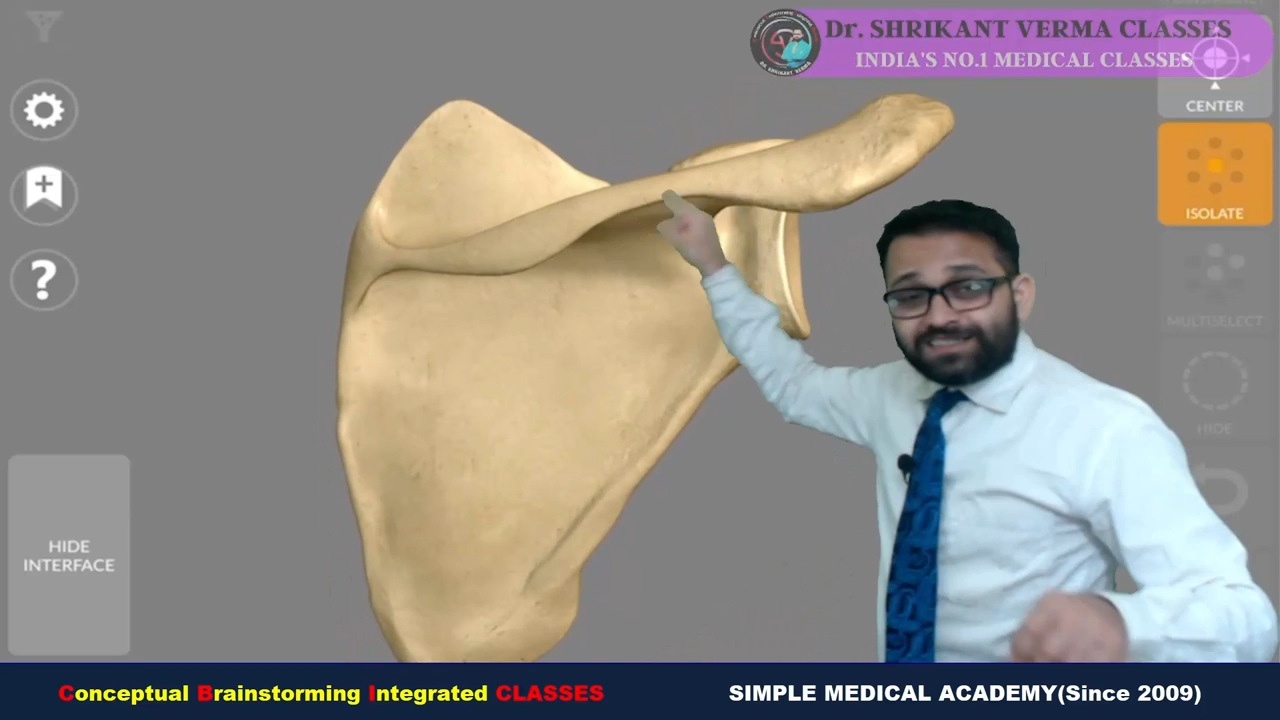 Dr. SHRIKANT VERMA CLASSES
INDIA'S NO.1 MEDICAL CLASSES
CENTER
ISOLATE
MULTISELECT
HIDE
HIDE
INTERFACE
Conceptual Brainstorming Integrated CLASSES
SIMPLE MEDICAL ACADEMY(Since 2009)